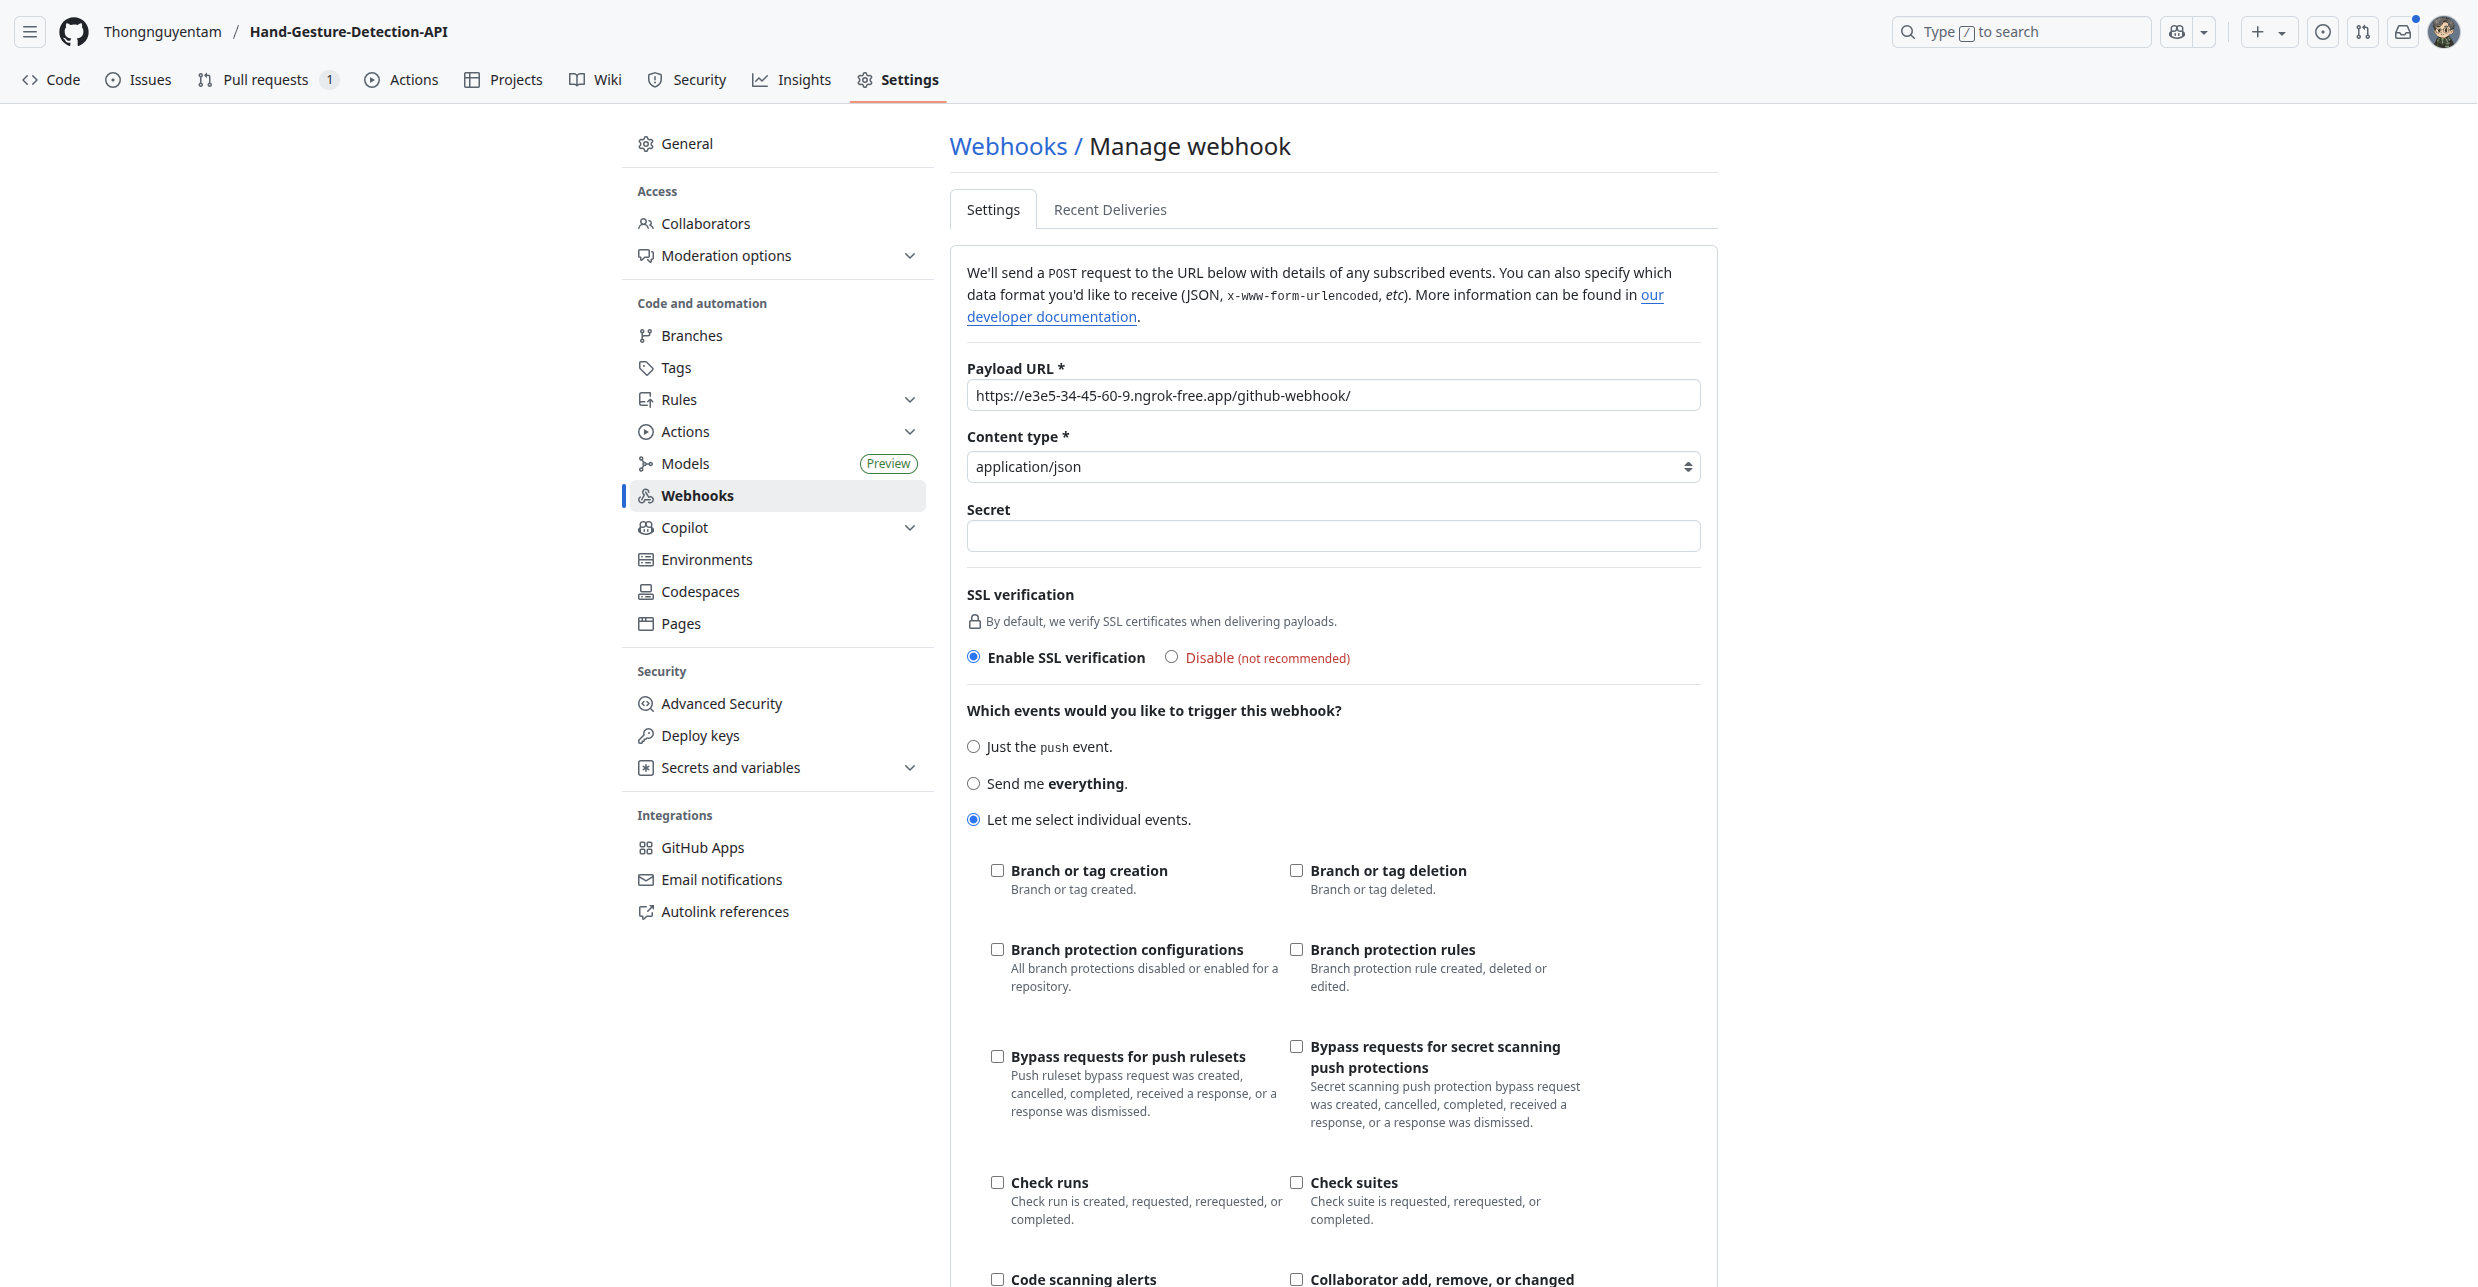 Thongnguyentam / Hand-Gesture-Detection-API
Type / to search
Code
Issues
Pull requests 1
Actions
Projects
Wiki
Security
Insights
Settings
General
Access
Collaborators
Moderation options
Code and automation
Branches
Tags
Rules
Actions
Models Preview
Webhooks
Copilot
Environments
Codespaces
Pages
Security
Advanced Security
Deploy keys
Secrets and variables
Integrations
GitHub Apps
Email notifications
Autolink references
Webhooks / Manage webhook
Settings
Recent Deliveries
We'll send a POST request to the URL below with details of any subscribed events. You can also specify which
data format you'd like to receive (JSON, x-www-form-urlencoded, etc). More information can be found in our
developer documentation.
Payload URL *
https://e3e5-34-45-60-9.ngrok-free.app/github-webhook/
Content type *
application/json
Secret
SSL verification
By default, we verify SSL certificates when delivering payloads.
Enable SSL verification
Disable (not recommended)
Which events would you like to trigger this webhook?
Just the push event.
Send me everything.
Let me select individual events.
Branch or tag creation
Branch or tag created.
Branch or tag deletion
Branch or tag deleted.
Branch protection configurations
All branch protections disabled or enabled for a
repository.
Branch protection rules
Branch protection rule created, deleted or
edited.
Bypass requests for push rulesets
Push ruleset bypass request was created,
cancelled, completed, received a response, or a
response was dismissed.
Bypass requests for secret scanning
push protections
Secret scanning push protection bypass request
was created, cancelled, completed, received a
response, or a response was dismissed.
Check runs
Check run is created, requested, rerequested, or
completed.
Check suites
Check suite is requested, rerequested, or
completed.
Code scanning alerts
Collaborator add, remove, or changed